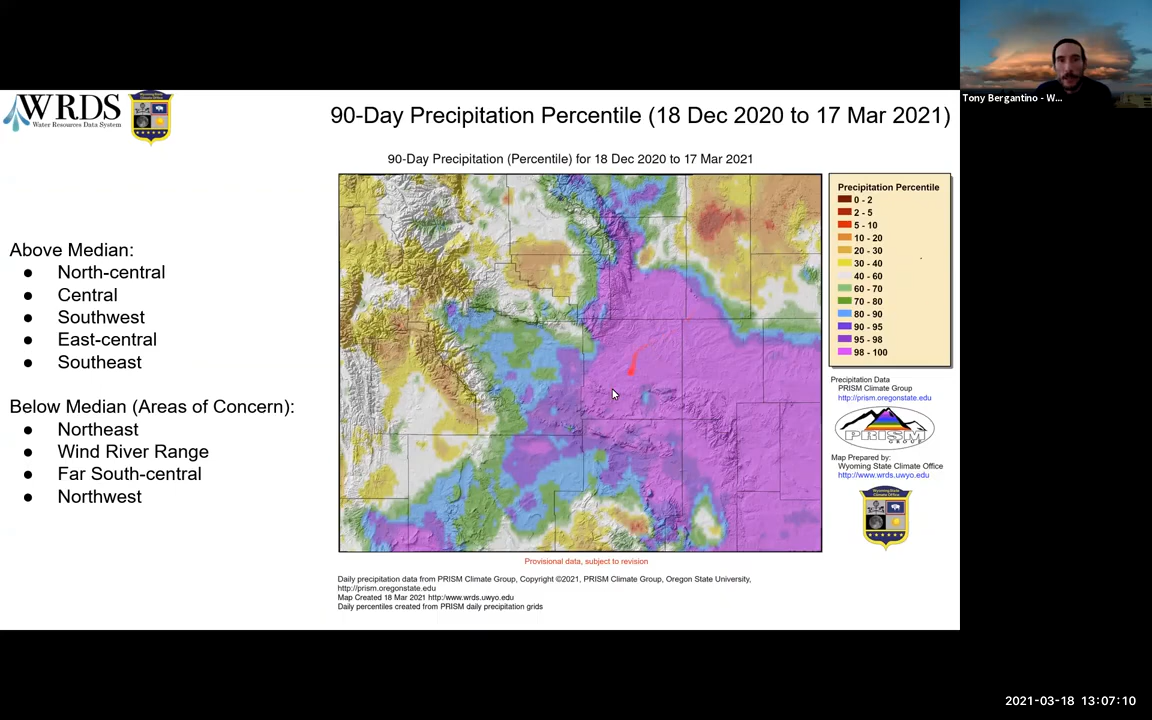 WRDS
Water Resources Data System
90-Day Precipitation Percentile (18 Dec 2020 to 17 Mar 2021)
Tony Bergantino - W...
90-Day Precipitation (Percentile) for 18 Dec 2020 to 17 Mar 2021
Above Median:
● North-central
● Central
● Southwest
● East-central
● Southeast
Below Median (Areas of Concern):
● Northeast
● Wind River Range
● Far South-central
● Northwest
Precipitation Percentile
0 - 2
2 - 5
5 - 10
10 - 20
20 - 30
30 - 40
40 - 60
60 - 70
70 - 80
80 - 90
90 - 95
95 - 98
98 - 100
Precipitation Data
PRISM Climate Group
http://prism.oregonstate.edu
PRISM
GROUP
Map Prepared by:
Wyoming State Climate Office
http://www.wrds.uwyo.edu
Wyoming State
Climate Office
Provisional data, subject to revision
Daily precipitation data from PRISM Climate Group, Copyright ©2021, PRISM Climate Group, Oregon State University,
http://prism.oregonstate.edu
Map Created 18 Mar 2021 http:/www.wrds.uwyo.edu
Daily percentiles created from PRISM daily precipitation grids
2021-03-18 13:07:10